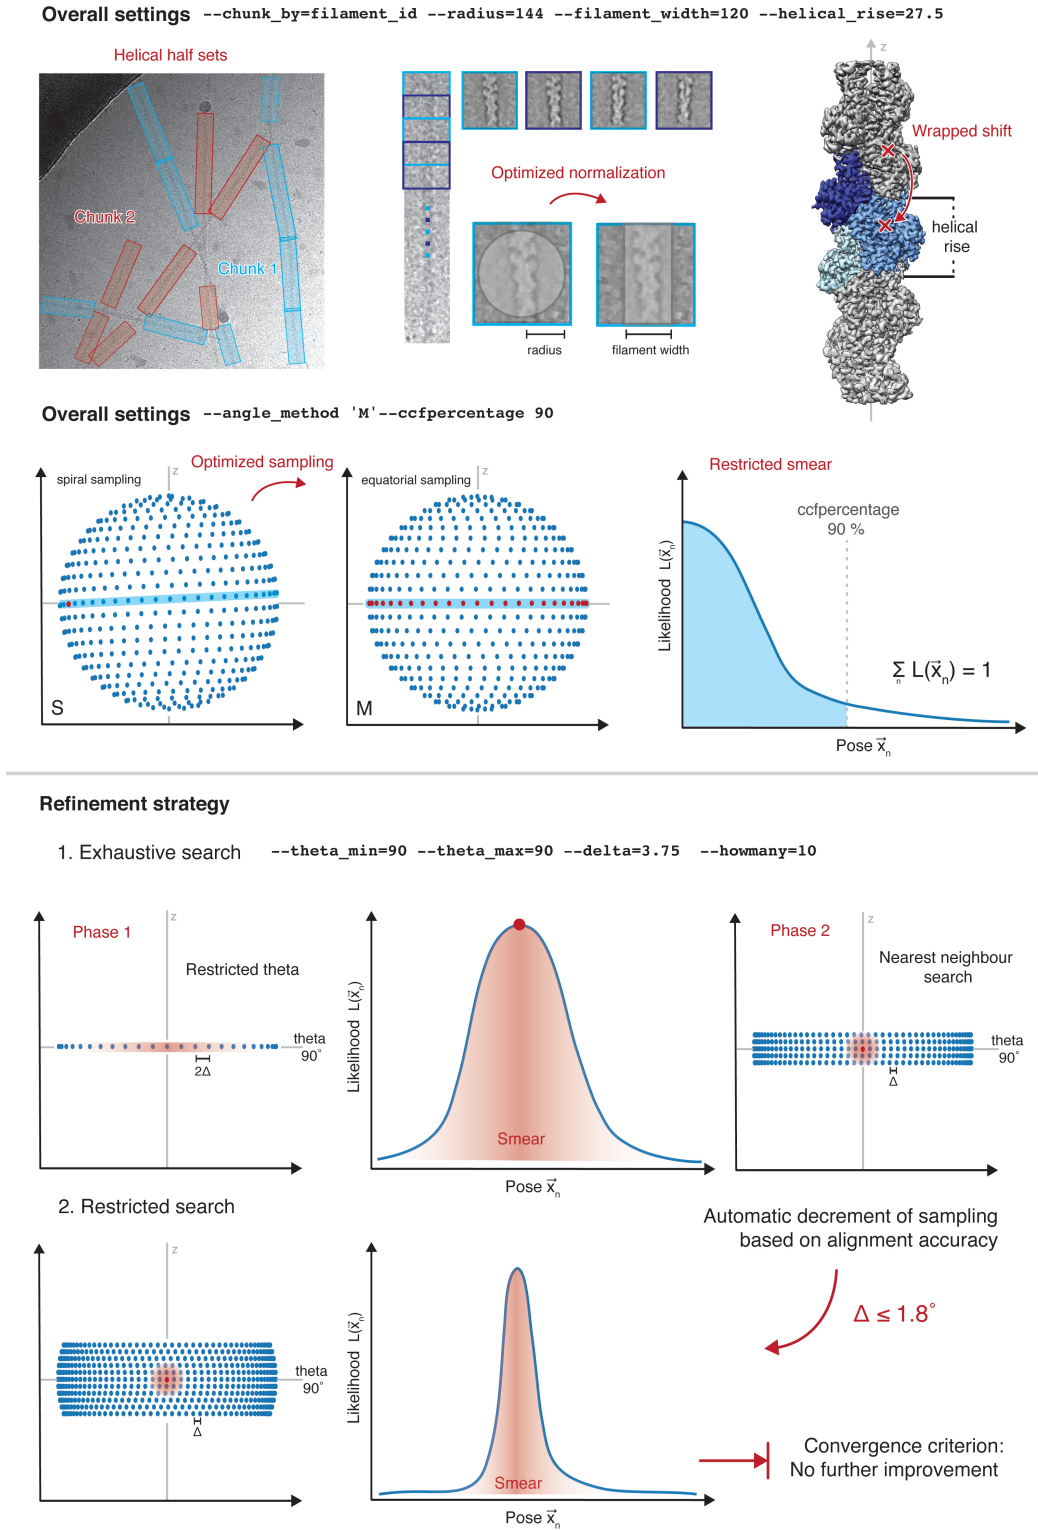 Overall settings --chunk_by=filament_id --radius=144 --filament_width=120 --helical_rise=27.5
Helical half sets
Chunk 2
Chunk 1
Optimized normalization
radius
filament width
z
Wrapped shift
helical
rise
Overall settings --angle_method 'M'--ccfpercentage 90
spiral sampling
z
Optimized sampling
S
equatorial sampling
z
M
Restricted smear
ccfpercentage
90 %
Likelihood L(x⃗ₙ)
Σₙ L(x⃗ₙ) = 1
Pose x⃗ₙ
Refinement strategy
1. Exhaustive search --theta_min=90 --theta_max=90 --delta=3.75 --howmany=10
Phase 1
z
Restricted theta
theta
90°
2Δ
Likelihood L(x⃗ₙ)
Smear
Pose x⃗ₙ
Phase 2
z
Nearest neighbour
search
theta
90°
Δ
2. Restricted search
z
theta
90°
Δ
Likelihood L(x⃗ₙ)
Smear
Pose x⃗ₙ
Automatic decrement of sampling
based on alignment accuracy
Δ ≤ 1.8°
Convergence criterion:
No further improvement